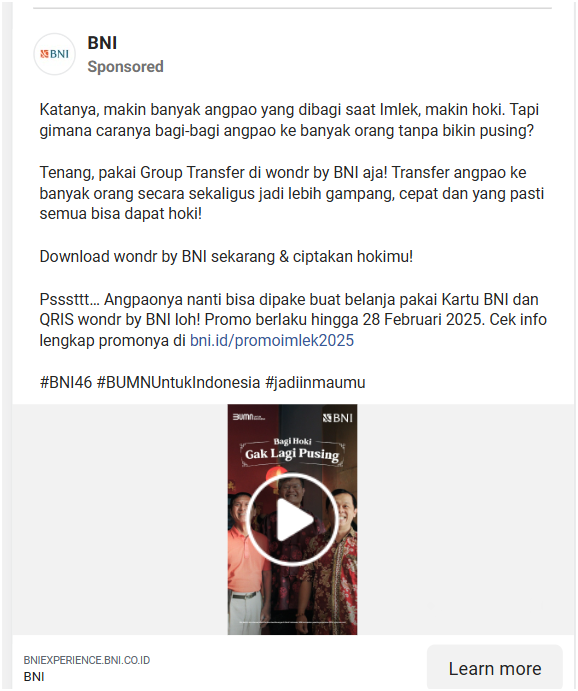 BNI
BNI
Sponsored
Katanya, makin banyak angpao yang dibagi saat Imlek, makin hoki. Tapi
gimana caranya bagi-bagi angpao ke banyak orang tanpa bikin pusing?
Tenang, pakai Group Transfer di wondr by BNI aja! Transfer angpao ke
banyak orang secara sekaligus jadi lebih gampang, cepat dan yang pasti
semua bisa dapat hoki!
Download wondr by BNI sekarang & ciptakan hokimu!
Psssttt… Angpaonya nanti bisa dipake buat belanja pakai Kartu BNI dan
QRIS wondr by BNI loh! Promo berlaku hingga 28 Februari 2025. Cek info
lengkap promonya di bni.id/promoimlek2025
#BNI46 #BUMNUntukIndonesia #jadiinmaumu
BUMN
BNI
Bagi Hoki
Gak Lagi Pusing
BNIEXPERIENCE.BNI.CO.ID
BNI
Learn more